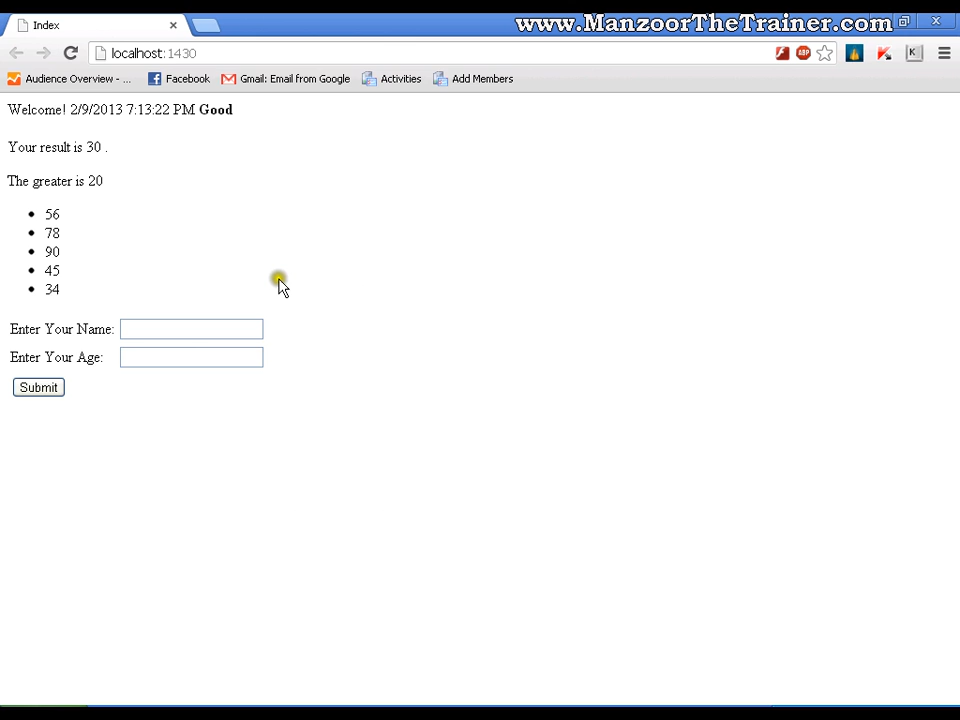 www.ManzoorTheTrainer.com
Index
localhost:1430
ABP
K
Audience Overview - ...
Facebook
Gmail: Email from Google
Activities
Add Members
Welcome! 2/9/2013 7:13:22 PM Good
Your result is 30 .
The greater is 20
56
78
90
45
34
Enter Your Name:
Enter Your Age:
Submit